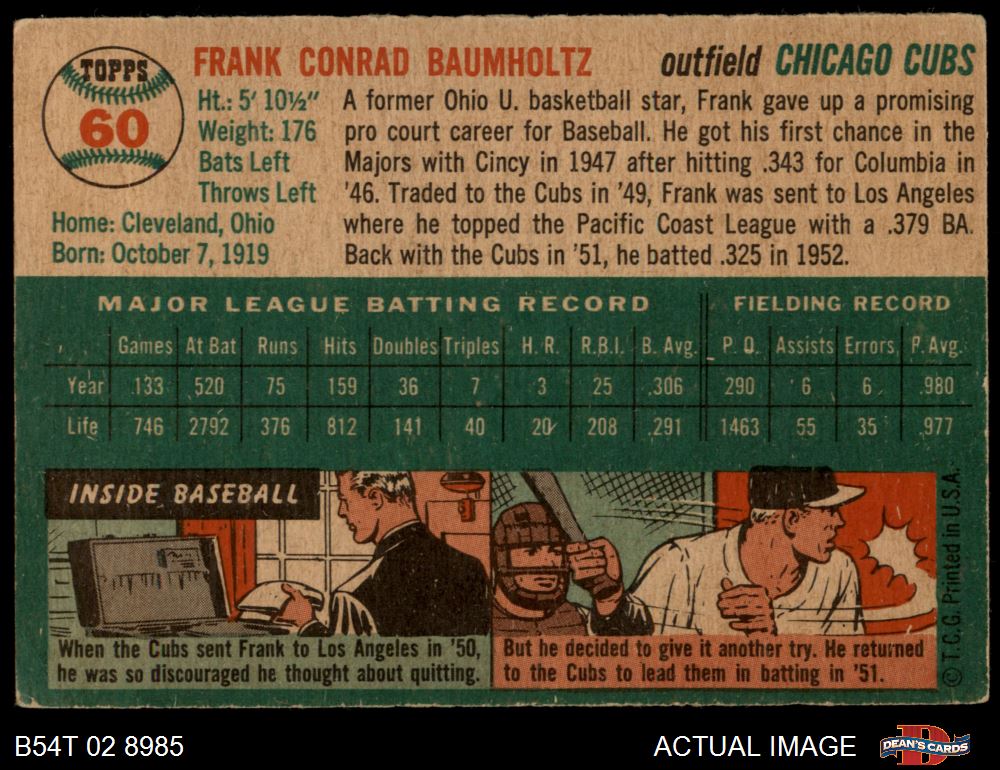 TOPPS
60
FRANK CONRAD BAUMHOLTZ outfield CHICAGO CUBS
Ht.: 5' 10½"
Weight: 176
Bats Left
Throws Left
Home: Cleveland, Ohio
Born: October 7, 1919
A former Ohio U. basketball star, Frank gave up a promising
pro court career for Baseball. He got his first chance in the
Majors with Cincy in 1947 after hitting .343 for Columbia in
'46. Traded to the Cubs in '49, Frank was sent to Los Angeles
where he topped the Pacific Coast League with a .379 BA.
Back with the Cubs in '51, he batted .325 in 1952.
MAJOR LEAGUE BATTING RECORD FIELDING RECORD
Games At Bat Runs Hits Doubles Triples H. R. R.B.I. B. Avg. P. O. Assists Errors F. Avg.
Year 133 520 75 159 36 7 3 25 .306 290 6 6 .980
Life 746 2792 376 812 141 40 20 208 .291 1463 55 35 .977
INSIDE BASEBALL
When the Cubs sent Frank to Los Angeles in '50,
he was so discouraged he thought about quitting.
But he decided to give it another try. He returned
to the Cubs to lead them in batting in '51.
© T.C.G. Printed in U.S.A.
B54T 02 8985 ACTUAL IMAGE DEAN'S CARDS